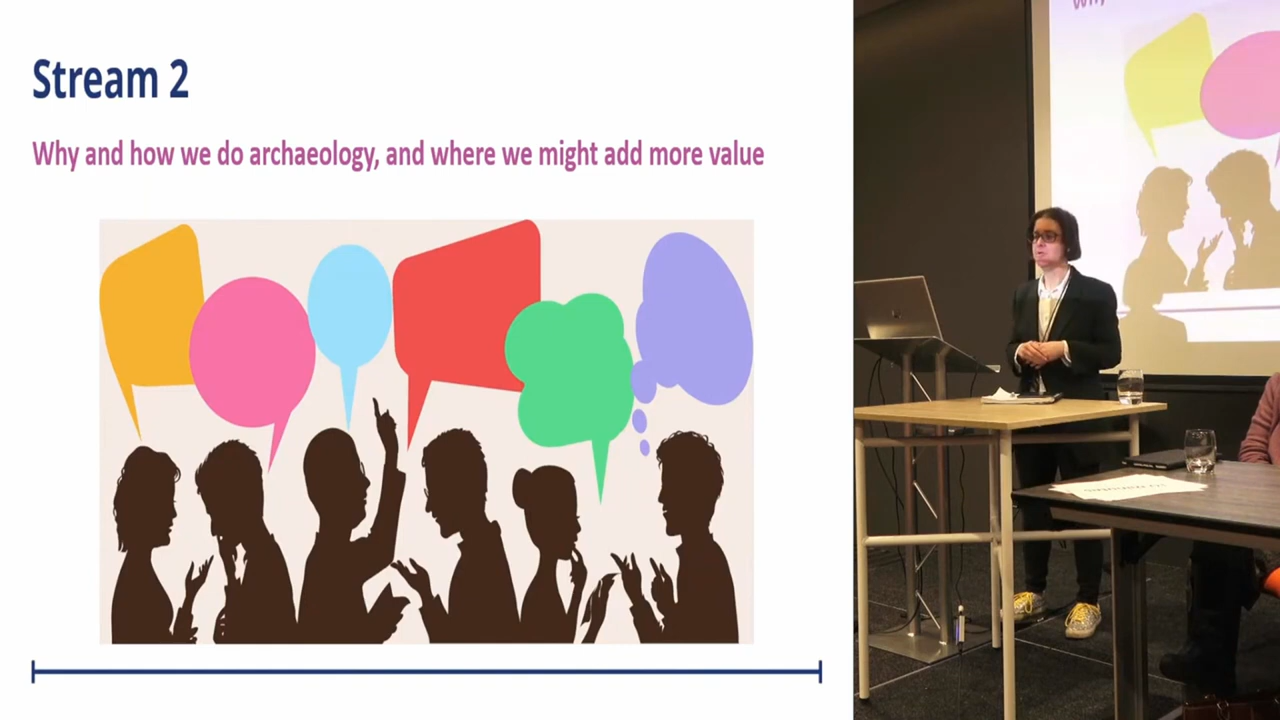 Stream 2
Why and how we do archaeology, and where we might add more value